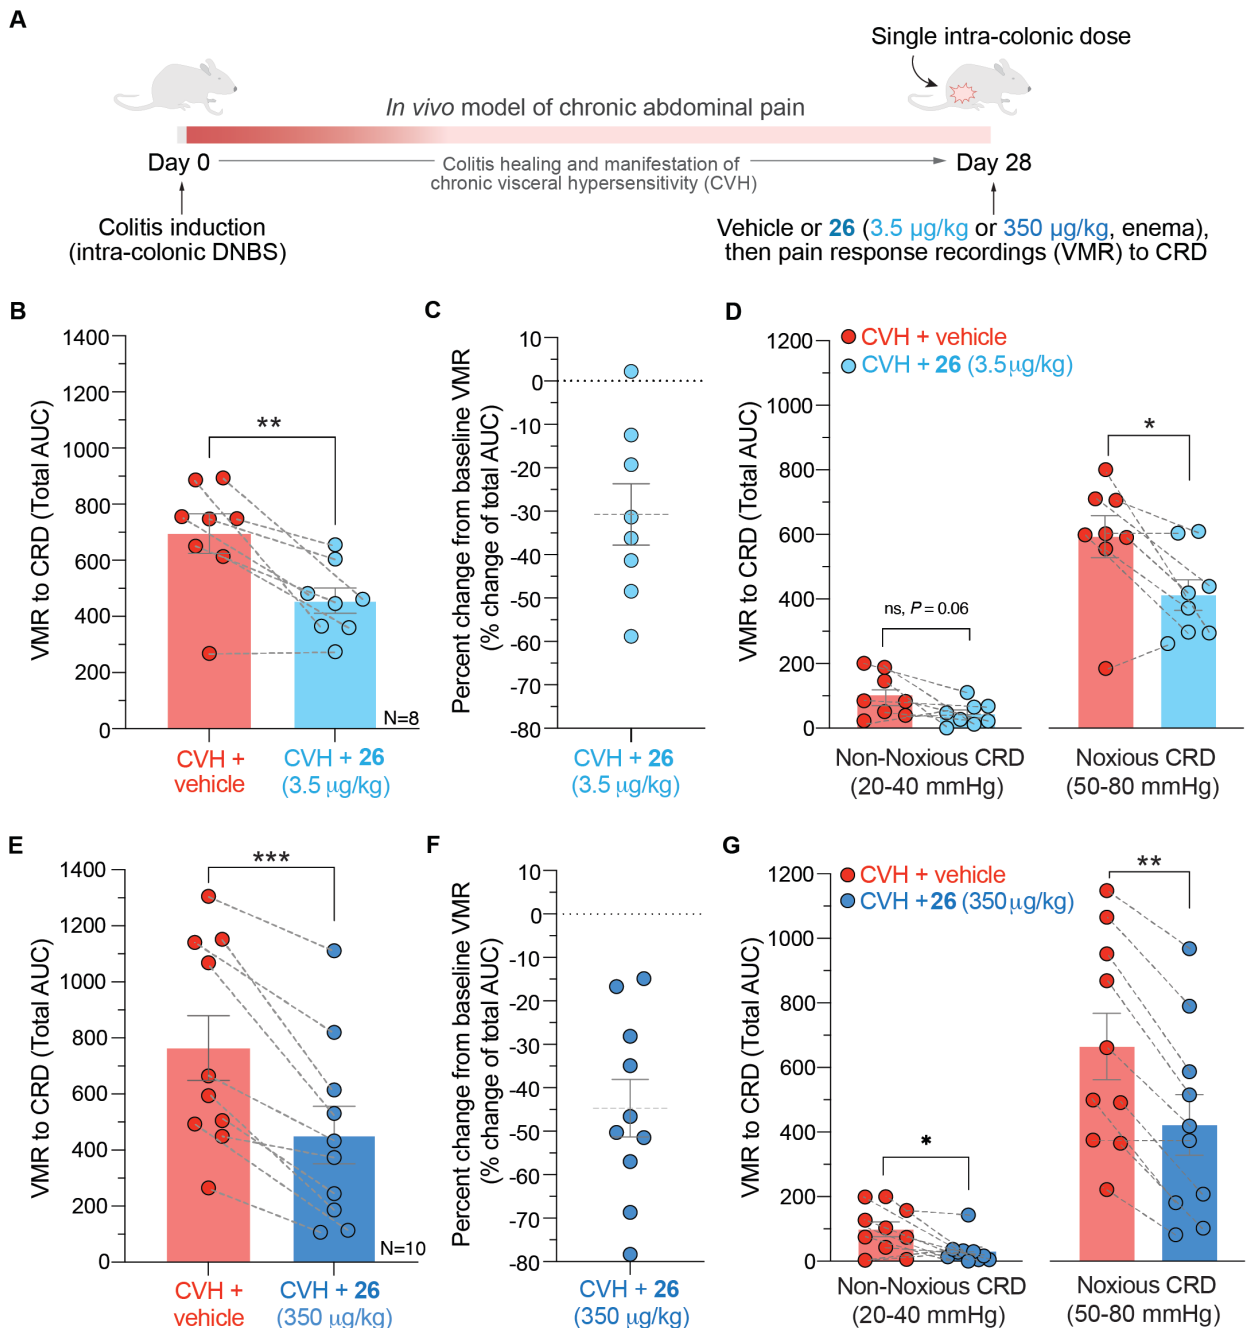 A
Single intra-colonic dose
In vivo model of chronic abdominal pain
Day 0
Colitis healing and manifestation of
chronic visceral hypersensitivity (CVH)
Day 28
Colitis induction
(intra-colonic DNBS)
Vehicle or 26 (3.5 µg/kg or 350 µg/kg, enema),
then pain response recordings (VMR) to CRD
B
VMR to CRD (Total AUC)
1400
1200
1000
800
600
400
200
0
**
N=8
CVH +
vehicle
CVH + 26
(3.5 µg/kg)
C
Percent change from baseline VMR
(% change of total AUC)
10
0
-10
-20
-30
-40
-50
-60
-70
-80
CVH + 26
(3.5 µg/kg)
D
VMR to CRD (Total AUC)
1200
1000
800
600
400
200
0
CVH + vehicle
CVH + 26 (3.5µg/kg)
ns, P = 0.06
*
Non-Noxious CRD
(20-40 mmHg)
Noxious CRD
(50-80 mmHg)
E
VMR to CRD (Total AUC)
1400
1200
1000
800
600
400
200
0
***
N=10
CVH +
vehicle
CVH + 26
(350 µg/kg)
F
Percent change from baseline VMR
(% change of total AUC)
10
0
-10
-20
-30
-40
-50
-60
-70
-80
CVH + 26
(350 µg/kg)
G
VMR to CRD (Total AUC)
1200
1000
800
600
400
200
0
CVH + vehicle
CVH + 26 (350µg/kg)
*
**
Non-Noxious CRD
(20-40 mmHg)
Noxious CRD
(50-80 mmHg)